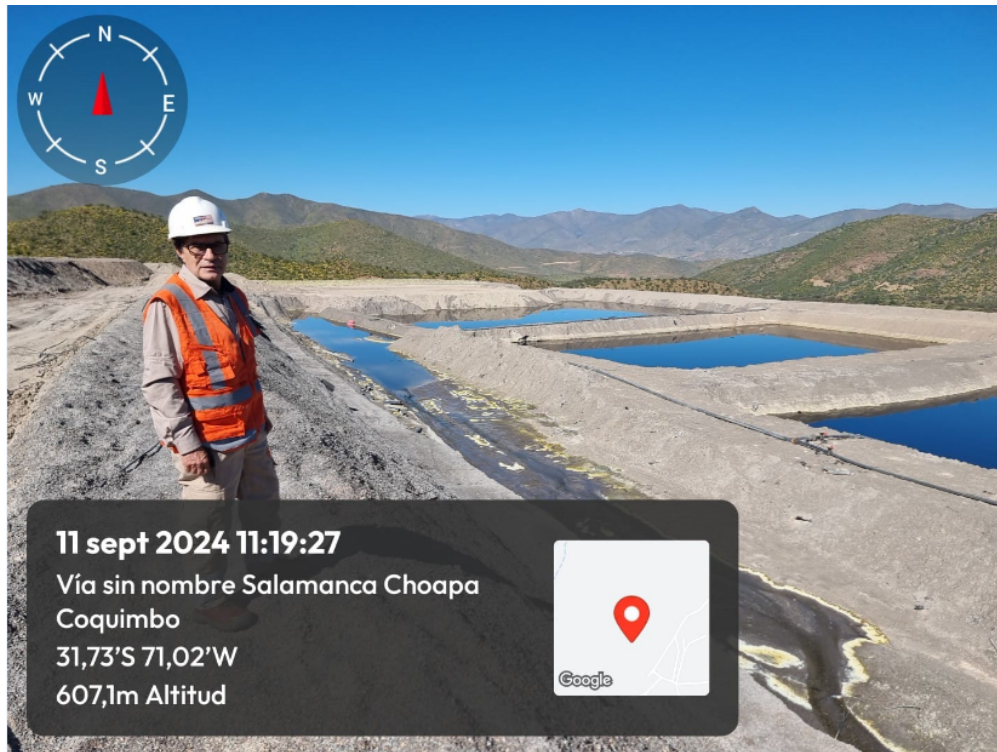 N
W
E
S
11 sept 2024 11:19:27
Vía sin nombre Salamanca Choapa
Coquimbo
31,73'S 71,02'W
607,1m Altitud
Google